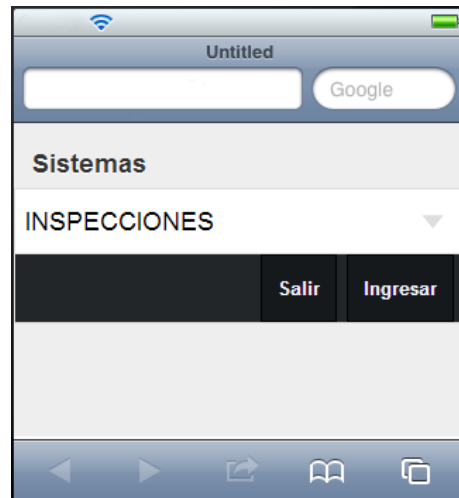 Untitled
Google
Sistemas
INSPECCIONES
Salir Ingresar